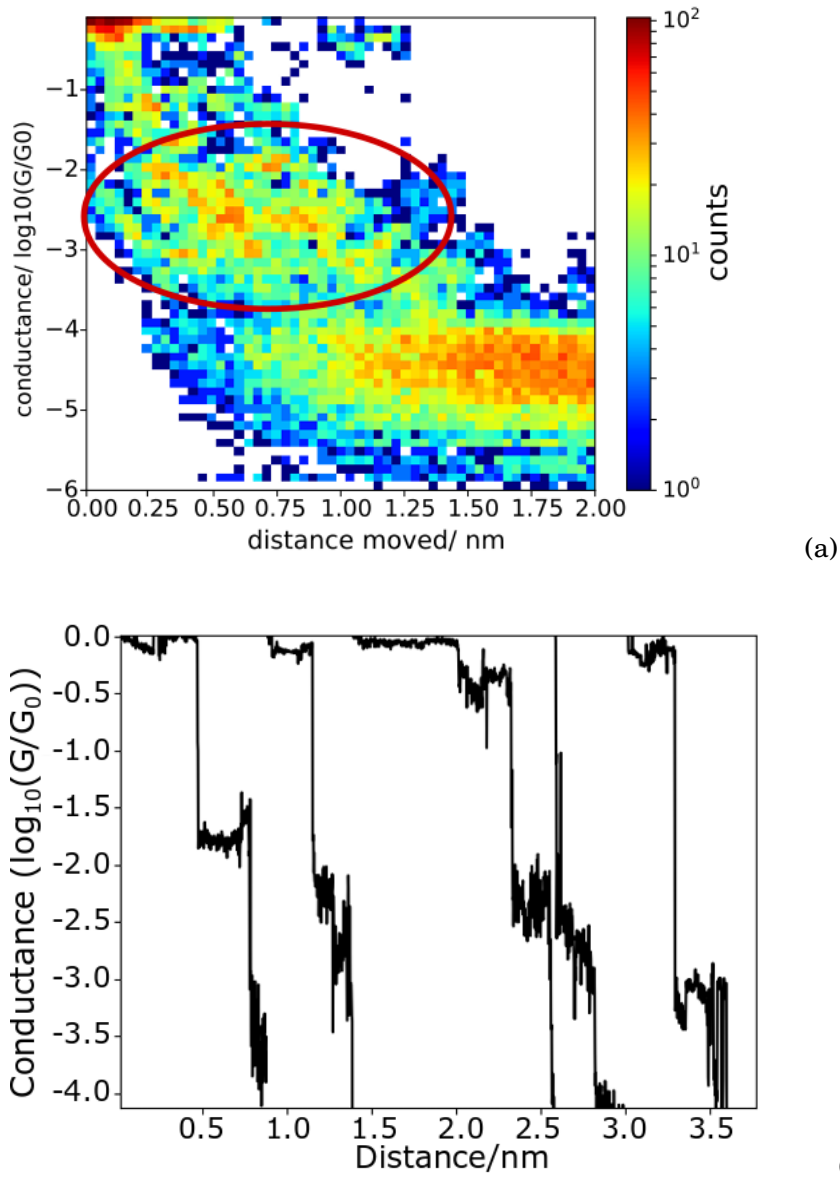 10²
−1
−2
−3
−4
−5
−6
conductance/ log10(G/G0)
0.00 0.25 0.50 0.75 1.00 1.25 1.50 1.75 2.00
distance moved/ nm
10¹
10⁰
counts
(a)
0.0
-0.5
-1.0
-1.5
-2.0
-2.5
-3.0
-3.5
-4.0
Conductance (log₁₀(G/G₀))
0.5 1.0 1.5 2.0 2.5 3.0 3.5
Distance/nm